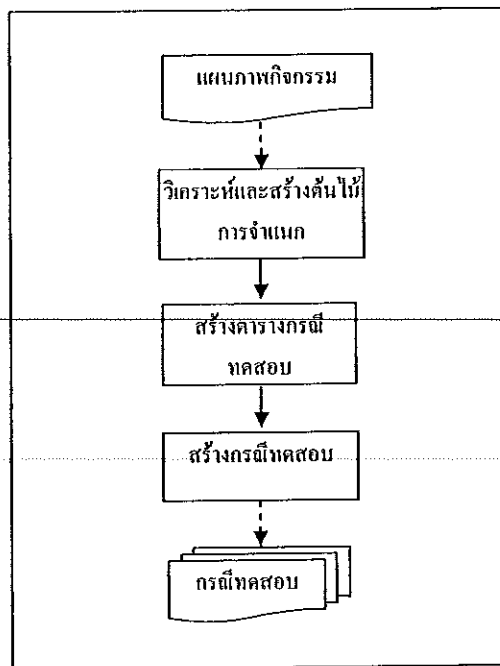 แผนภาพกิจกรรม
วิเคราะห์และสร้างต้นไม้
การจำแนก
สร้างตารางกรณี
ทดสอบ
สร้างกรณีทดสอบ
กรณีทดสอบ